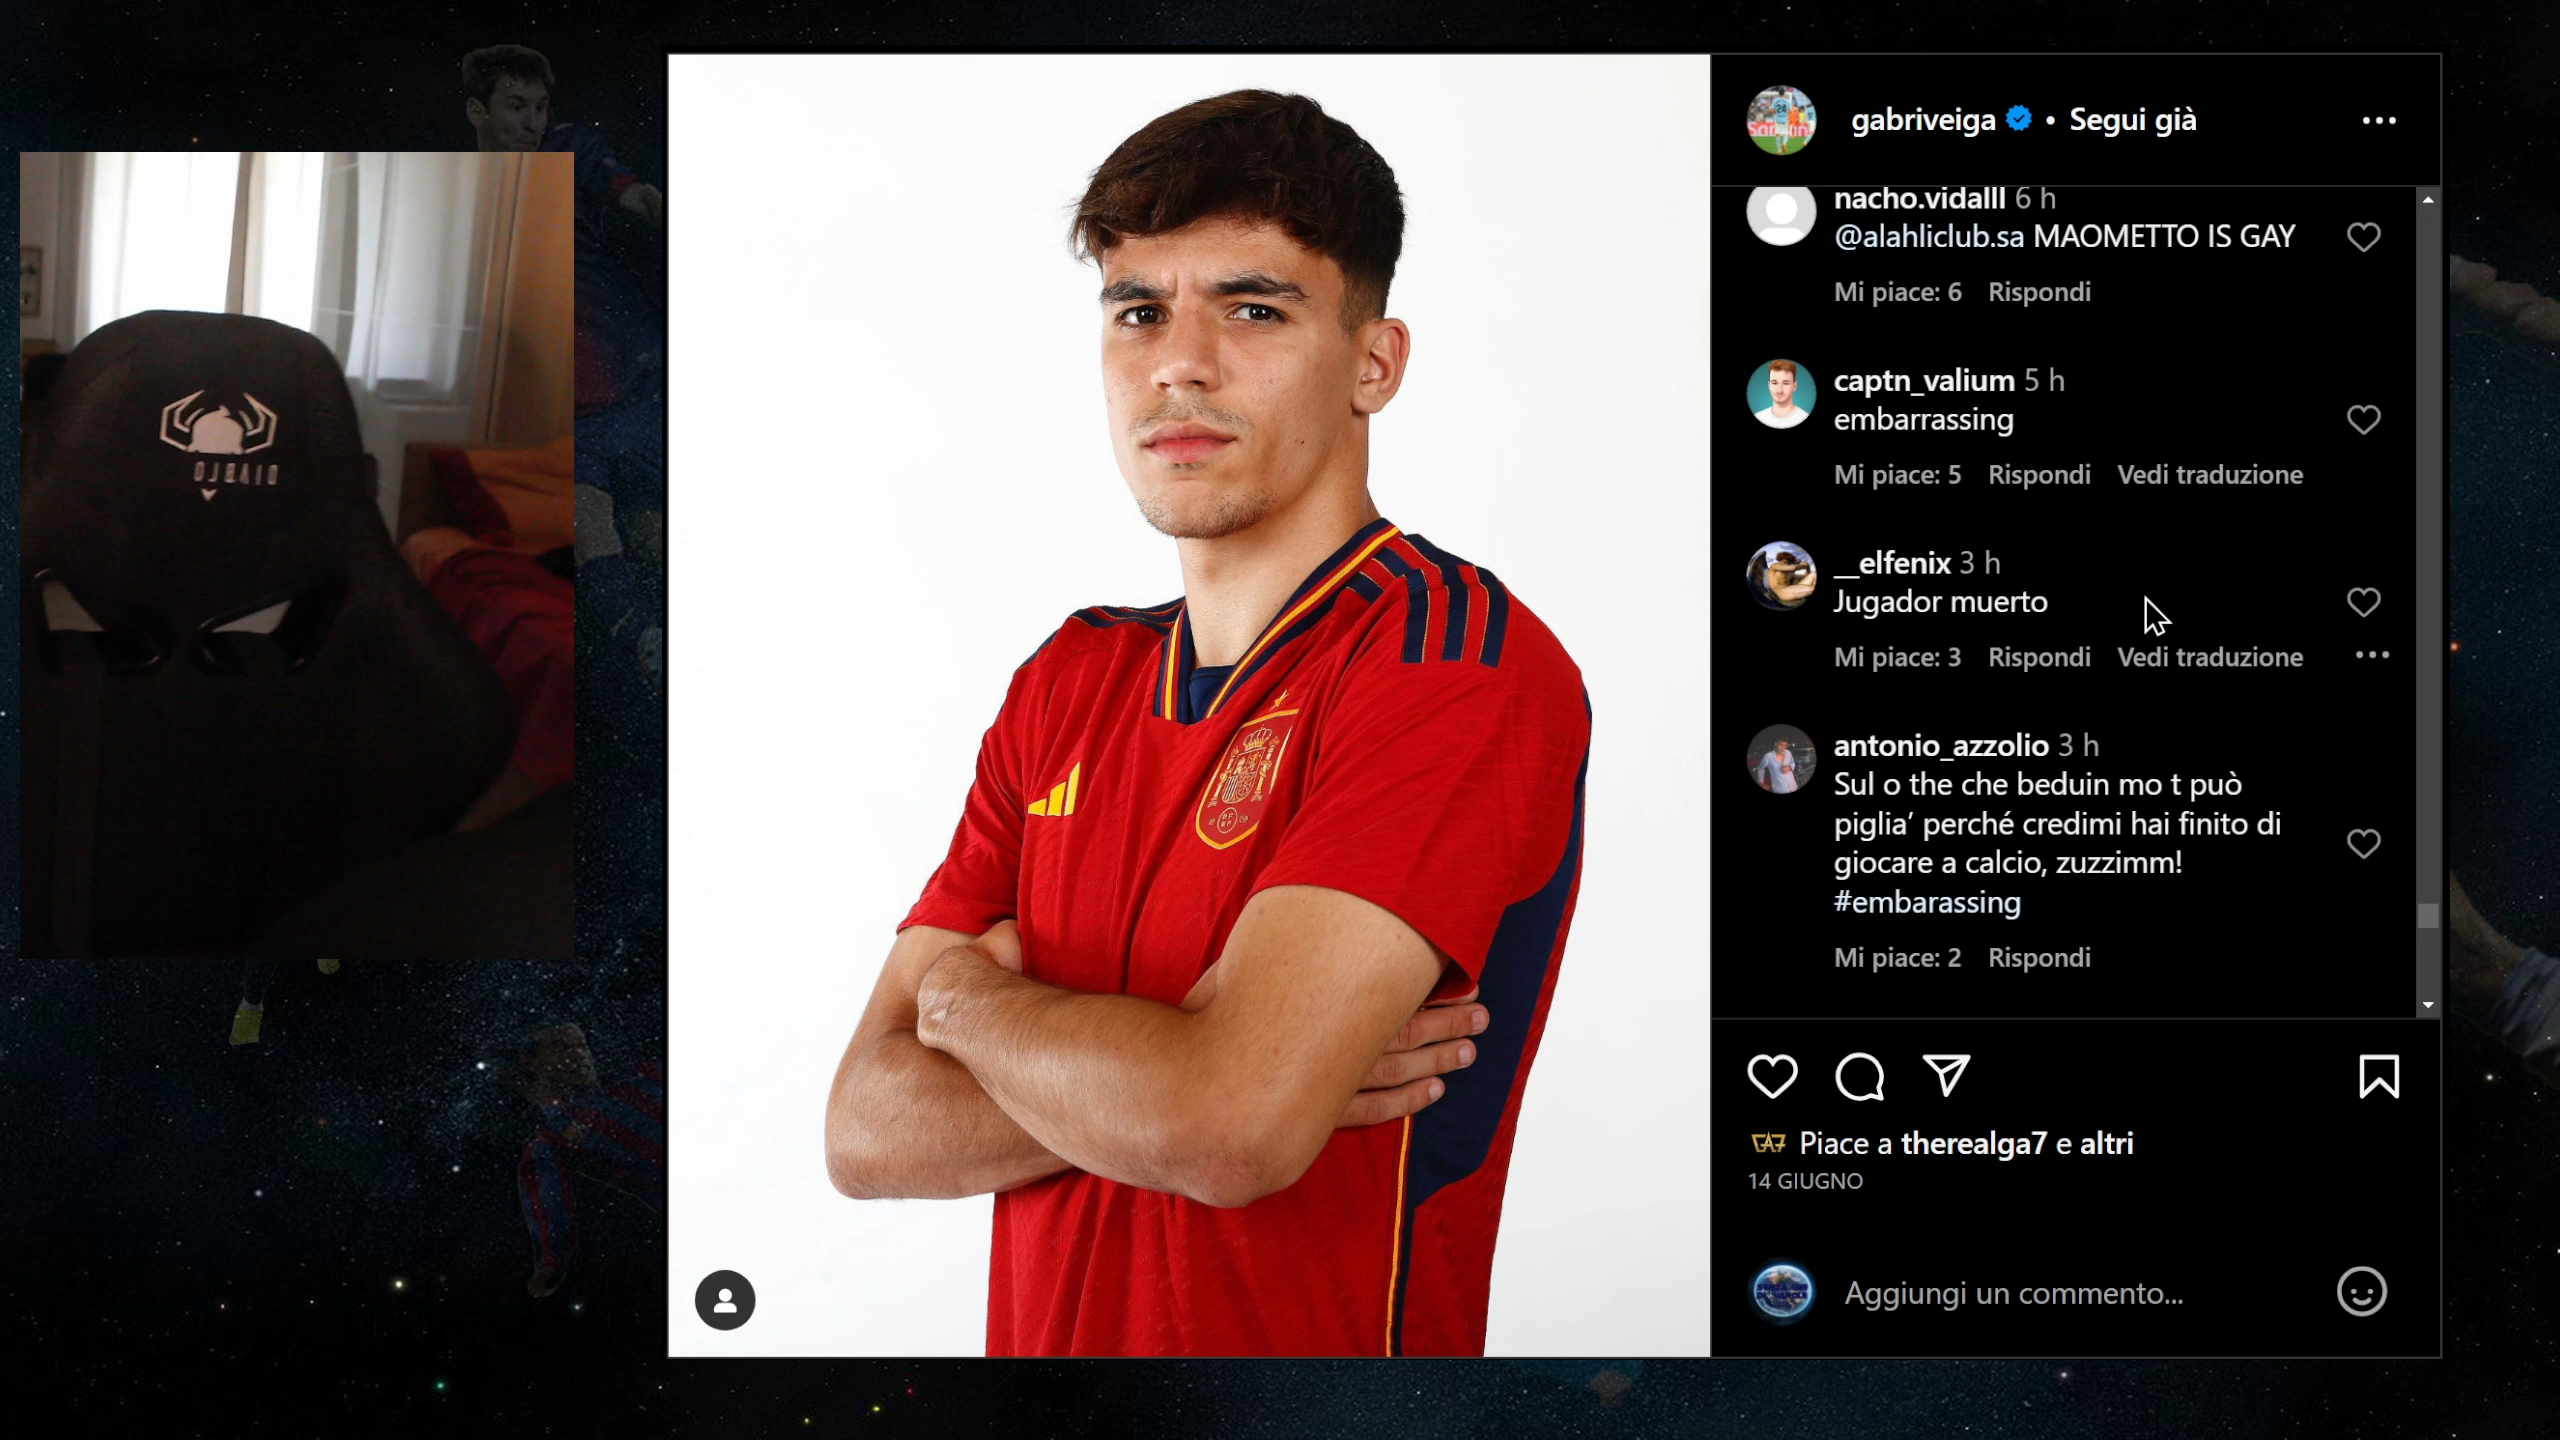 gabriveiga • Segui già
nacho.vidalll 6 h
@alahliclub.sa MAOMETTO IS GAY
Mi piace: 6 Rispondi
captn_valium 5 h
embarrassing
Mi piace: 5 Rispondi Vedi traduzione
__elfenix 3 h
Jugador muerto
Mi piace: 3 Rispondi Vedi traduzione
antonio_azzolio 3 h
Sul o the che beduin mo t può
piglia’ perché credimi hai finito di
giocare a calcio, zuzzimm!
#embarassing
Mi piace: 2 Rispondi
Piace a therealga7 e altri
14 GIUGNO
Aggiungi un commento...
DIABLO